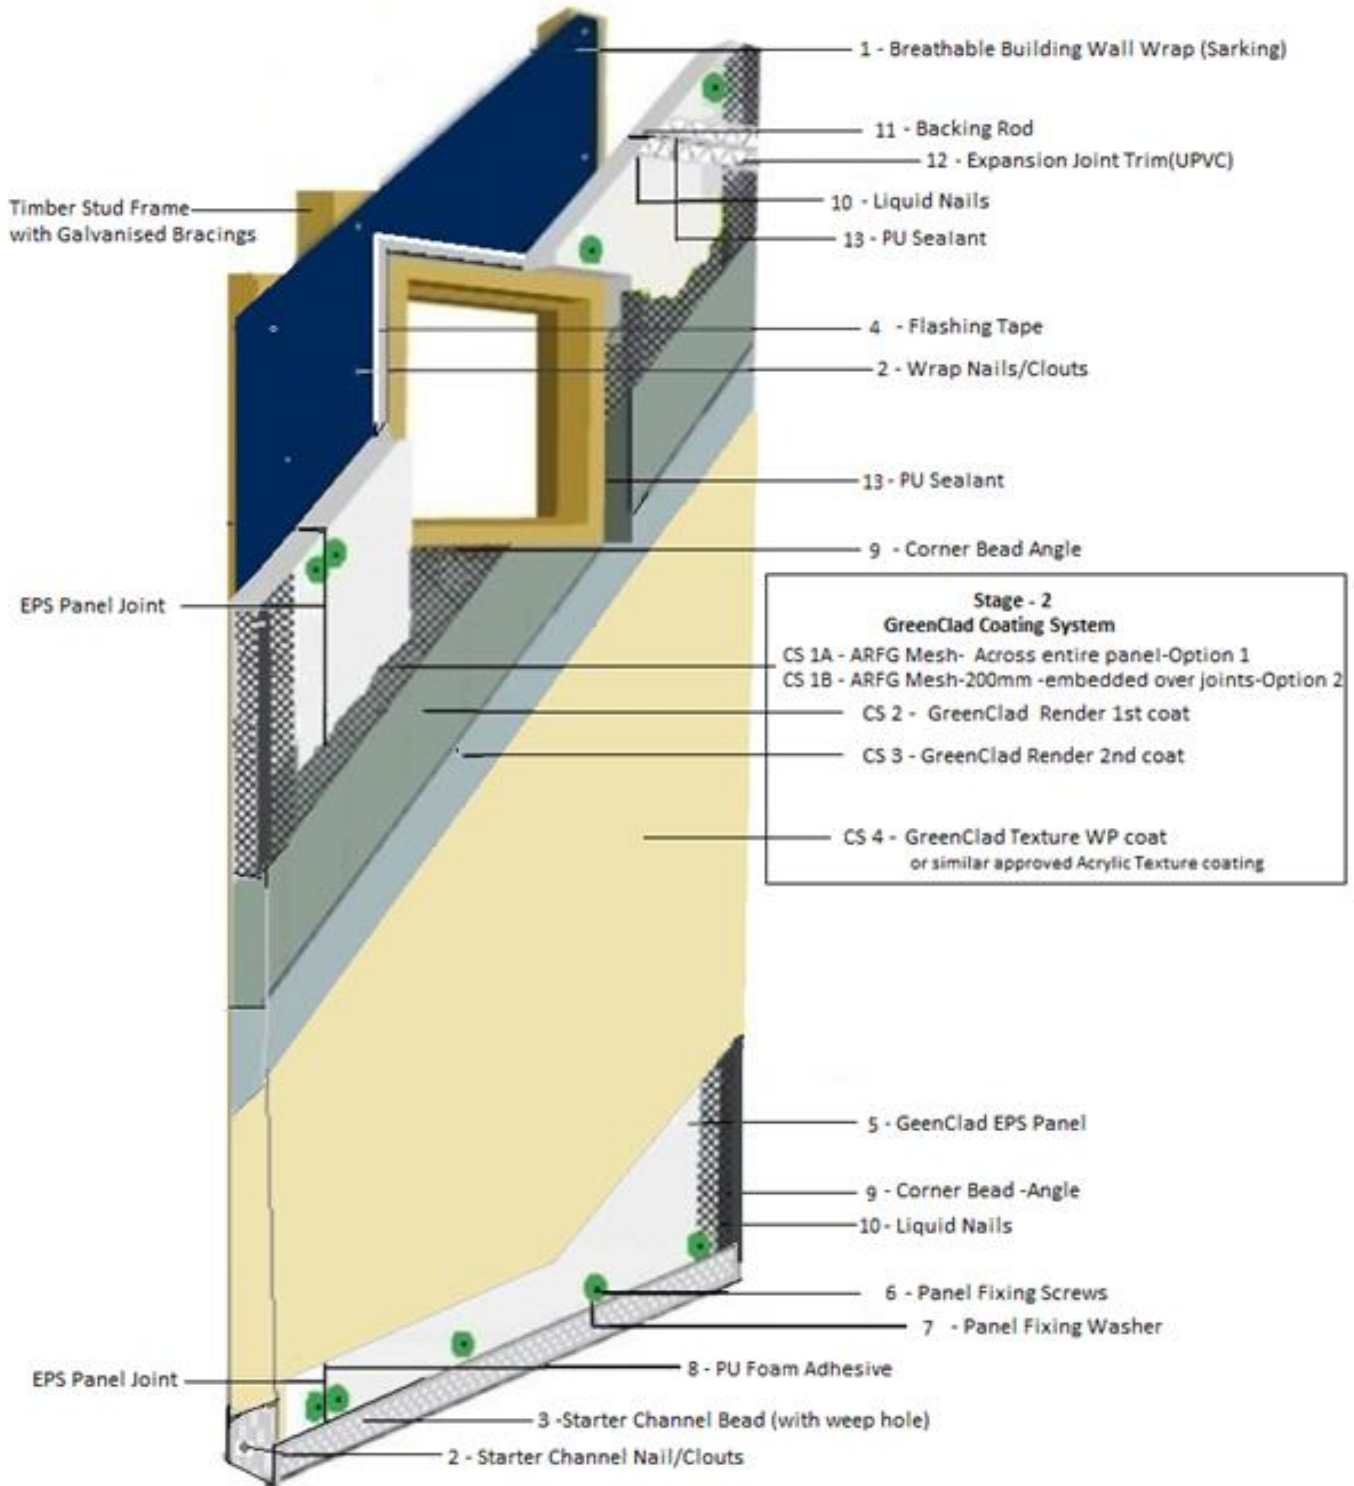 1 - Breathable Building Wall Wrap (Sarking)
11 - Backing Rod
12 - Expansion Joint Trim(UPVC)
Timber Stud Frame
with Galvanised Bracings
10 - Liquid Nails
13 - PU Sealant
4 - Flashing Tape
2 - Wrap Nails/Clouts
13 - PU Sealant
9 - Corner Bead Angle
EPS Panel Joint
Stage - 2
GreenClad Coating System
CS 1A - ARFG Mesh- Across entire panel-Option 1
CS 1B - ARFG Mesh-200mm -embedded over joints-Option 2
CS 2 - GreenClad Render 1st coat
CS 3 - GreenClad Render 2nd coat
CS 4 - GreenClad Texture WP coat
or similar approved Acrylic Texture coating
5 - GeenClad EPS Panel
9 - Corner Bead -Angle
10 - Liquid Nails
6 - Panel Fixing Screws
7 - Panel Fixing Washer
8 - PU Foam Adhesive
EPS Panel Joint
3 -Starter Channel Bead (with weep hole)
2 - Starter Channel Nail/Clouts